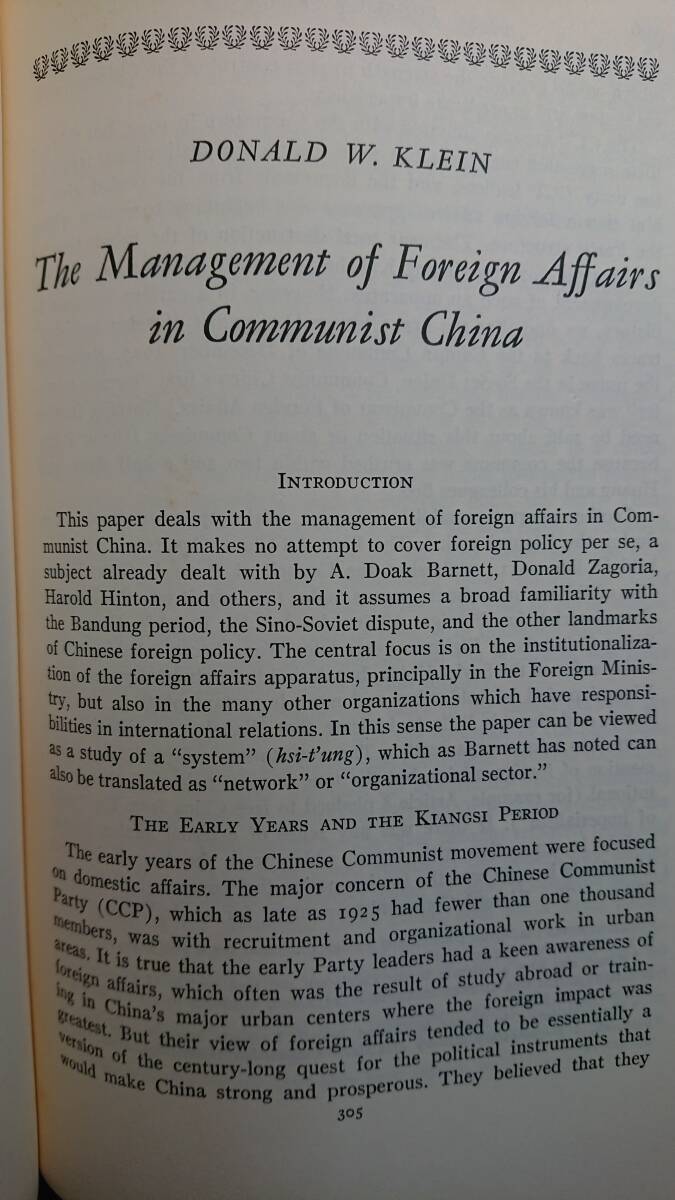 DONALD W. KLEIN
The Management of Foreign Affairs
in Communist China
INTRODUCTION
This paper deals with the management of foreign affairs in Com-
munist China. It makes no attempt to cover foreign policy per se, a
subject already dealt with by A. Doak Barnett, Donald Zagoria,
Harold Hinton, and others, and it assumes a broad familiarity with
the Bandung period, the Sino-Soviet dispute, and the other landmarks
of Chinese foreign policy. The central focus is on the institutionaliza-
tion of the foreign affairs apparatus, principally in the Foreign Minis-
try, but also in the many other organizations which have responsi-
bilities in international relations. In this sense the paper can be viewed
as a study of a “system” (hsi-t’ung), which as Barnett has noted can
also be translated as “network” or “organizational sector.”
THE EARLY YEARS AND THE KIANGSI PERIOD
The early years of the Chinese Communist movement were focused
on domestic affairs. The major concern of the Chinese Communist
Party (CCP), which as late as 1925 had fewer than one thousand
members, was with recruitment and organizational work in urban
areas. It is true that the early Party leaders had a keen awareness of
foreign affairs, which often was the result of study abroad or train-
ing in China’s major urban centers where the foreign impact was
greatest. But their view of foreign affairs tended to be essentially a
version of the century-long quest for the political instruments that
would make China strong and prosperous. They believed that they
305